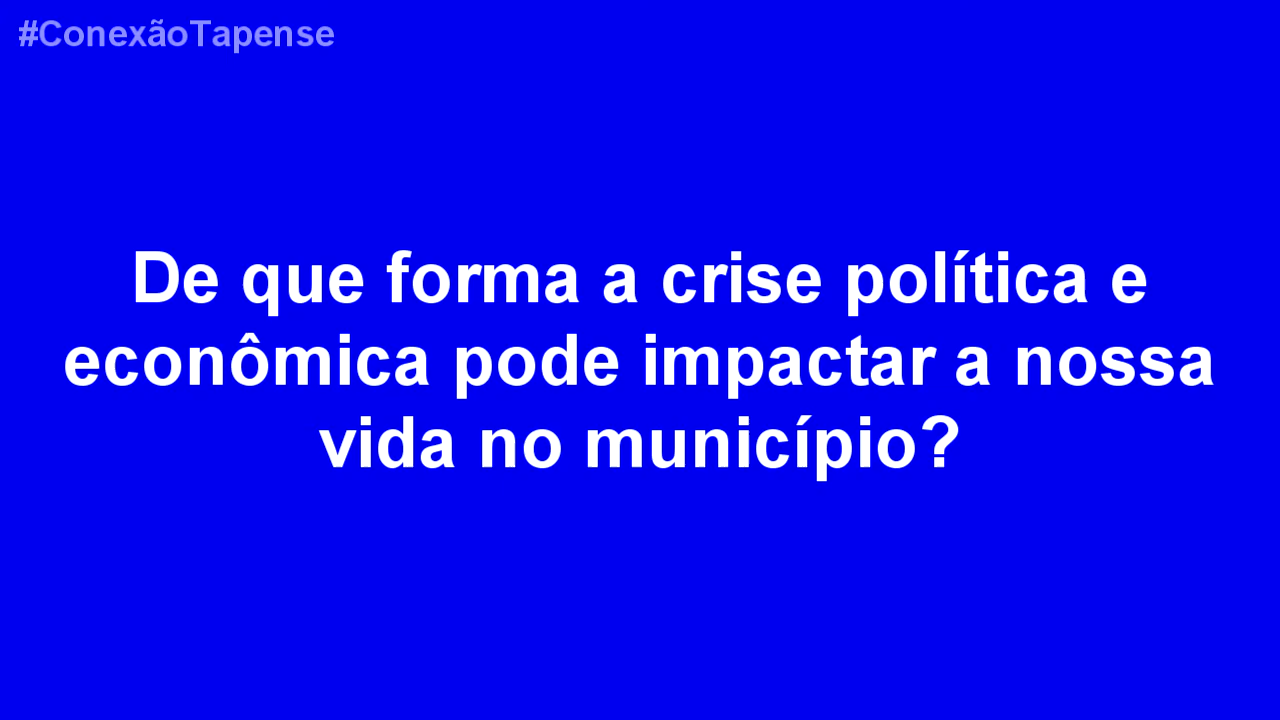 #ConexãoTapense
De que forma a crise política e
econômica pode impactar a nossa
vida no município?